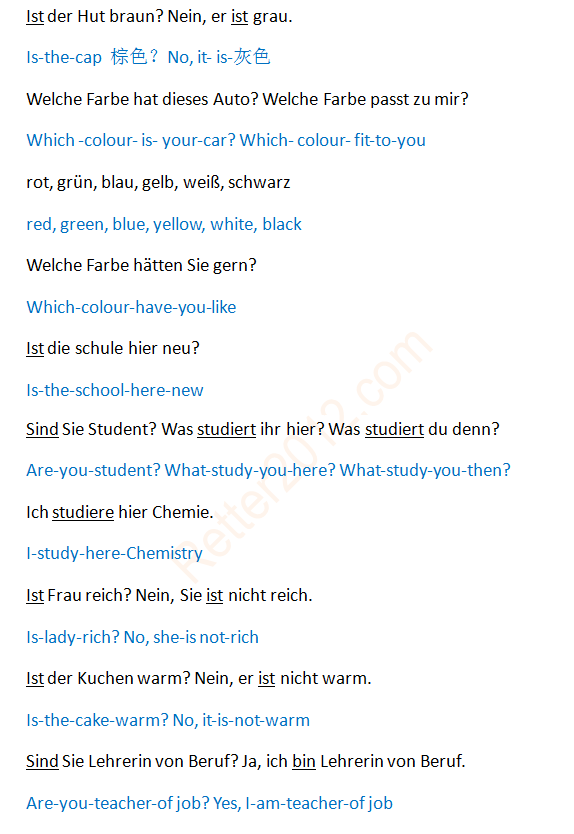 Ist der Hut braun? Nein, er ist grau.
Is-the-cap 棕色？No, it- is-灰色
Welche Farbe hat dieses Auto? Welche Farbe passt zu mir?
Which -colour- is- your-car? Which- colour- fit-to-you
rot, grün, blau, gelb, weiß, schwarz
red, green, blue, yellow, white, black
Welche Farbe hätten Sie gern?
Which-colour-have-you-like
Ist die schule hier neu?
Is-the-school-here-new
Sind Sie Student? Was studiert ihr hier? Was studiert du denn?
Are-you-student? What-study-you-here? What-study-you-then?
Ich studiere hier Chemie.
I-study-here-Chemistry
Ist Frau reich? Nein, Sie ist nicht reich.
Is-lady-rich? No, she-is not-rich
Ist der Kuchen warm? Nein, er ist nicht warm.
Is-the-cake-warm? No, it-is-not-warm
Sind Sie Lehrerin von Beruf? Ja, ich bin Lehrerin von Beruf.
Are-you-teacher-of job? Yes, I-am-teacher-of job
Retter2012.com